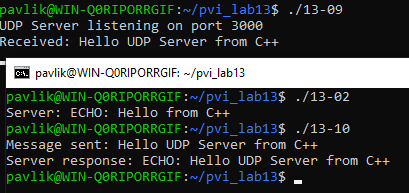 pavlik@WIN-Q0RIPORRGIF:~/pvi_lab13$ ./13-09
UDP Server listening on port 3000
Received: Hello UDP Server from C++
pavlik@WIN-Q0RIPORRGIF: ~/pvi_lab13
pavlik@WIN-Q0RIPORRGIF:~/pvi_lab13$ ./13-02
Server: ECHO: Hello from C++
pavlik@WIN-Q0RIPORRGIF:~/pvi_lab13$ ./13-10
Message sent: Hello UDP Server from C++
Server response: ECHO: Hello UDP Server from C++
pavlik@WIN-Q0RIPORRGIF:~/pvi_lab13$